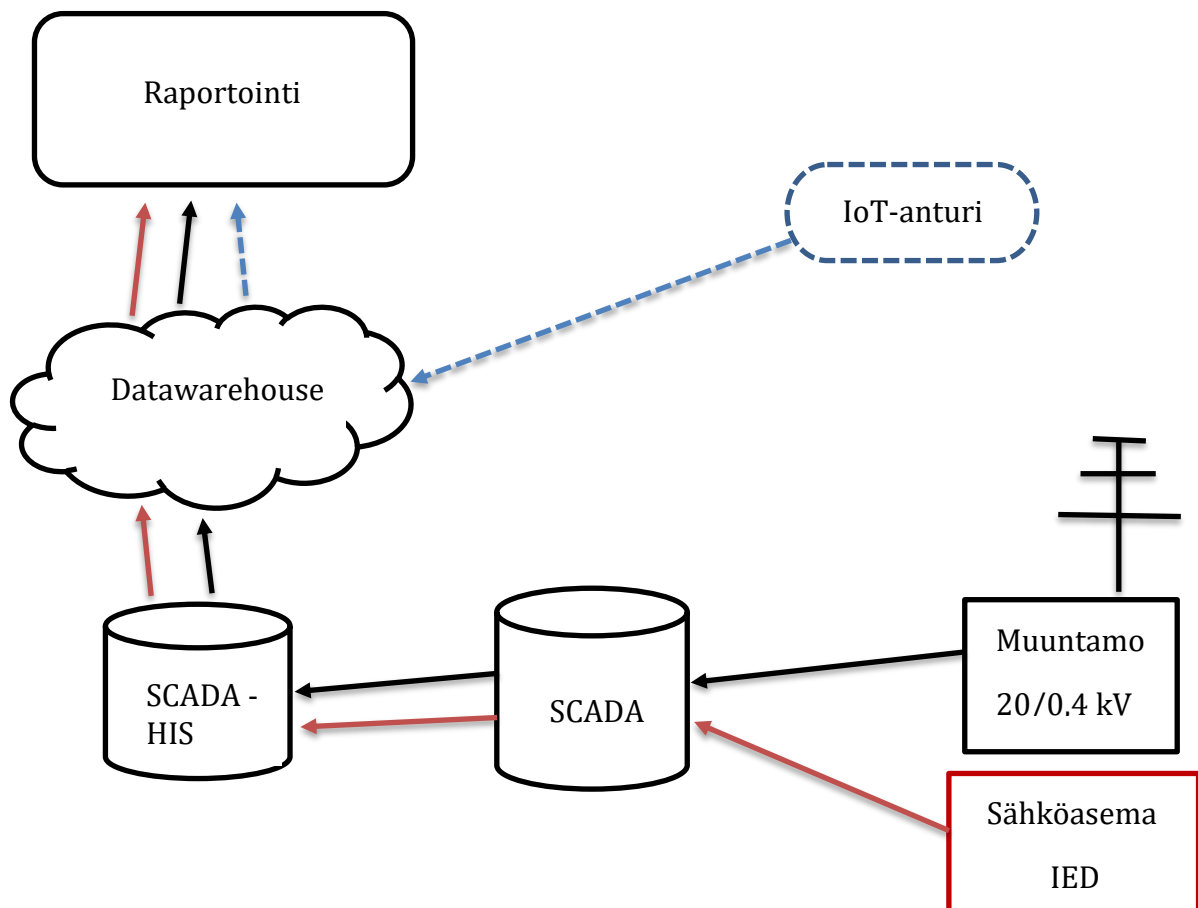 Raportointi
IoT-anturi
Datawarehouse
Muuntamo
20/0.4 kV
SCADA -
HIS
SCADA
Sähköasema
IED